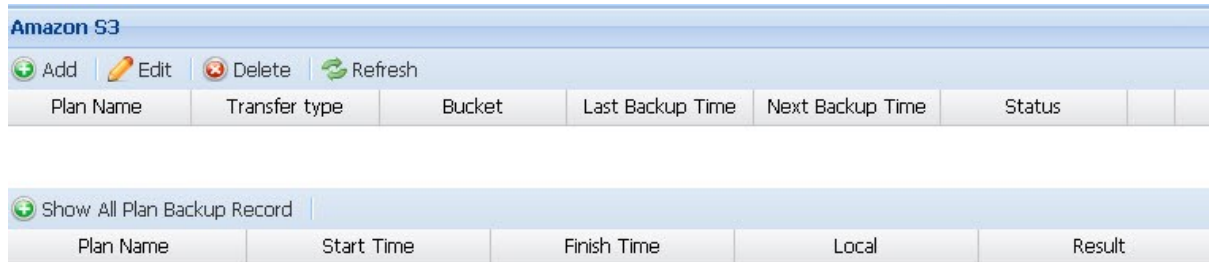 Amazon S3
Add Edit Delete Refresh
Plan Name Transfer type Bucket Last Backup Time Next Backup Time Status
Show All Plan Backup Record
Plan Name Start Time Finish Time Local Result